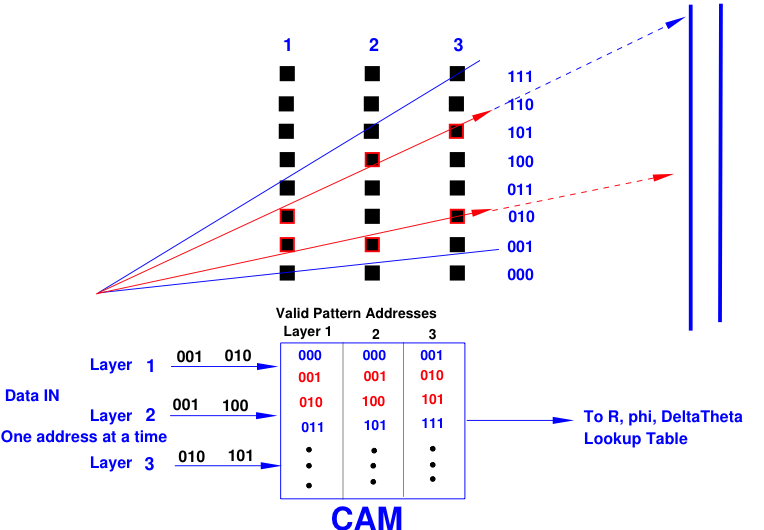 1 2 3
111
110
101
100
011
010
001
000
Valid Pattern Addresses
Layer 1 2 3
Layer 1 001 010
000 000 001
001 001 010
Data IN
010 100 101
Layer 2 001 100
011 101 111
To R, phi, DeltaTheta
Lookup Table
One address at a time
Layer 3 010 101
CAM